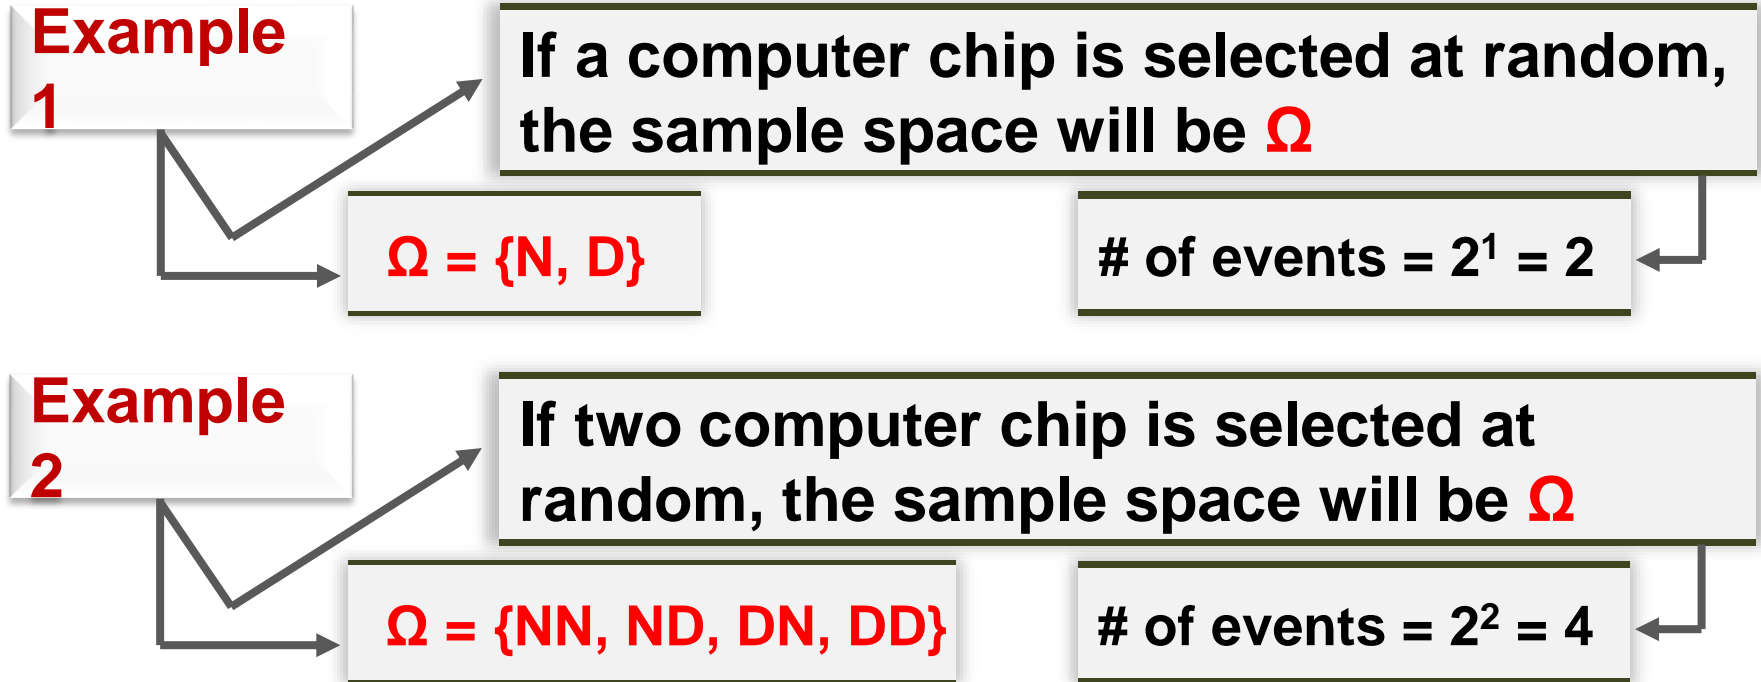 Example
1
If a computer chip is selected at random,
the sample space will be Ω
Ω = {N, D}
# of events = 2¹ = 2
Example
2
If two computer chip is selected at
random, the sample space will be Ω
Ω = {NN, ND, DN, DD}
# of events = 2² = 4